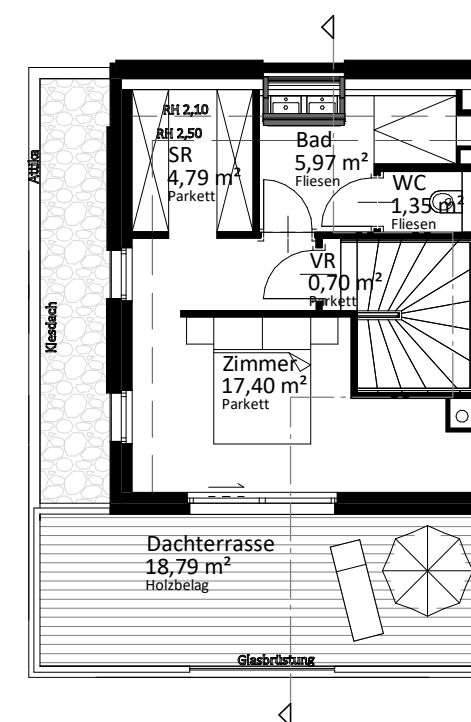 RH 2,10
RH 2,50
SR
4,79 m²
Parkett
Bad
5,97 m²
Fliesen
WC
1,35 m²
Fliesen
VR
0,70 m²
Parkett
Attika
Kiesdach
Zimmer
17,40 m²
Parkett
Dachterrasse
18,79 m²
Holzbelag
Glasbrüstung